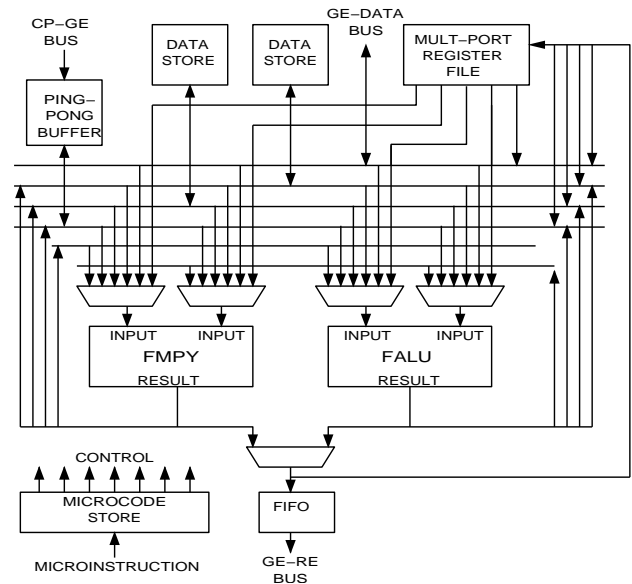 CP–GE
BUS
PING–
PONG
BUFFER
DATA
STORE
DATA
STORE
GE–DATA
BUS
MULT–PORT
REGISTER
FILE
INPUT
INPUT
FMPY
RESULT
INPUT
INPUT
FALU
RESULT
CONTROL
MICROCODE
STORE
MICROINSTRUCTION
FIFO
GE–RE
BUS